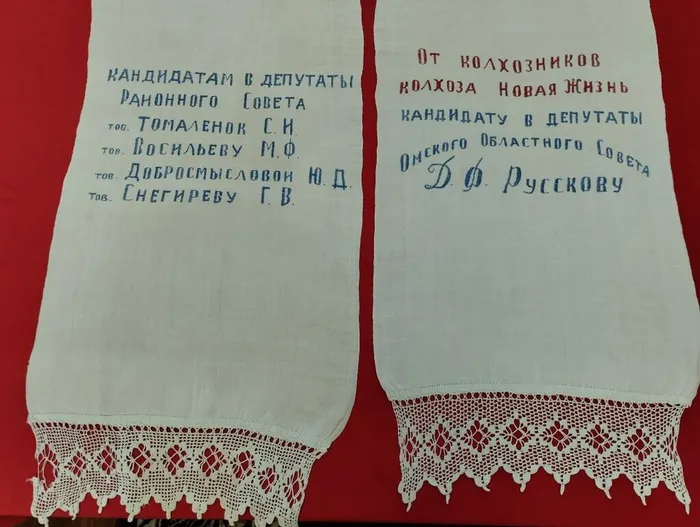 КАНДИДАТАМ В ДЕПУТАТЫ
РАЙОННОГО СОВЕТА
тов. ТОМАЛЕНОК С.И.
тов. ВОСИЛЬЕВУ М.Ф.
тов. ДОБРОСМЫСЛОВОЙ Ю.Д.
тов. СНЕГИРЕВУ Г.В.
ОТ КОЛХОЗНИКОВ
КОЛХОЗА НОВАЯ ЖИЗНЬ
КАНДИДАТУ В ДЕПУТАТЫ
ОМСКОГО ОБЛАСТНОГО СОВЕТА
Д.Ф. РУССКОВУ